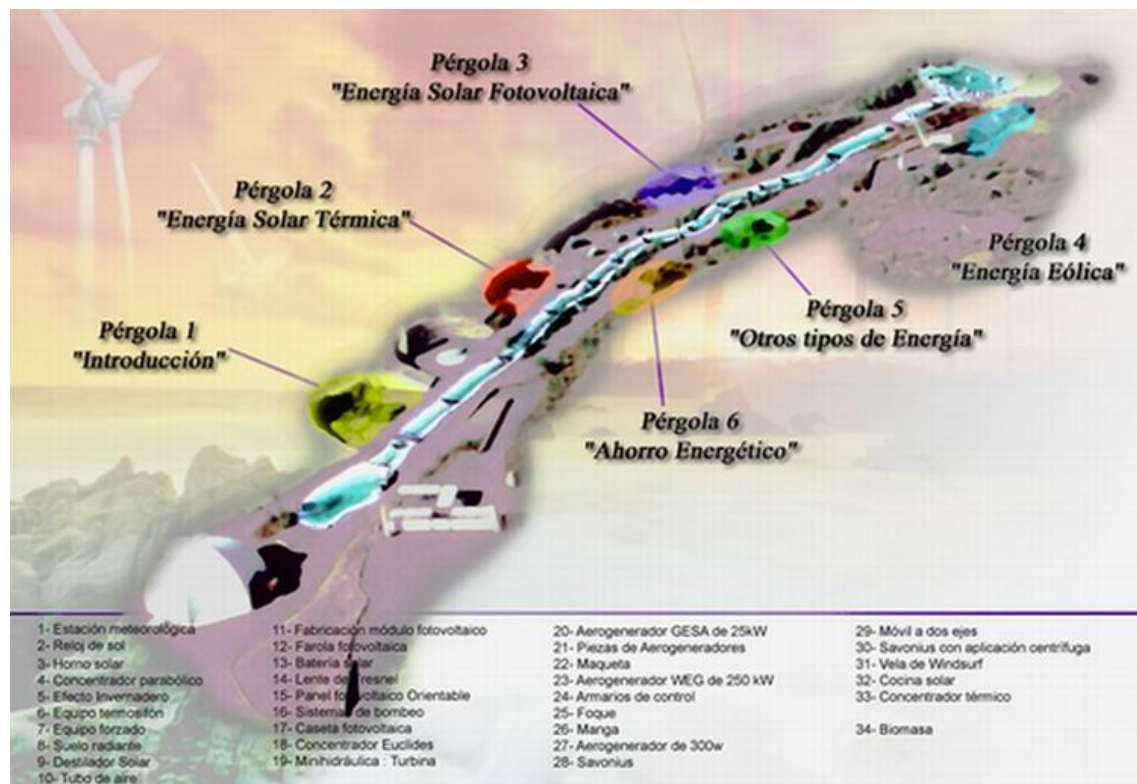 Pérgola 3
"Energía Solar Fotovoltaica"
Pérgola 2
"Energía Solar Térmica"
Pérgola 4
"Energía Eólica"
Pérgola 1
"Introducción"
Pérgola 5
"Otros tipos de Energía"
Pérgola 6
"Ahorro Energético"
1- Estación meteorológica
2- Reloj de sol
3- Horno solar
4- Concentrador parabólico
5- Efecto Invernadero
6- Equipo termosifón
7- Equipo forzado
8- Suelo radiante
9- Destilador Solar
10- Tubo de aire
11- Fabricación módulo fotovoltaico
12- Farola fotovoltaica
13- Batería solar
14- Lente de Fresnel
15- Panel fotovoltaico Orientable
16- Sistemas de bombeo
17- Caseta fotovoltaica
18- Concentrador Euclides
19- Minihidráulica : Turbina
20- Aerogenerador GESA de 25kW
21- Piezas de Aerogeneradores
22- Maqueta
23- Aerogenerador WEG de 250 kW
24- Armarios de control
25- Foque
26- Manga
27- Aerogenerador de 300w
28- Savonius
29- Móvil a dos ejes
30- Savonius con aplicación centrífuga
31- Vela de Windsurf
32- Cocina solar
33- Concentrador térmico
34- Biomasa